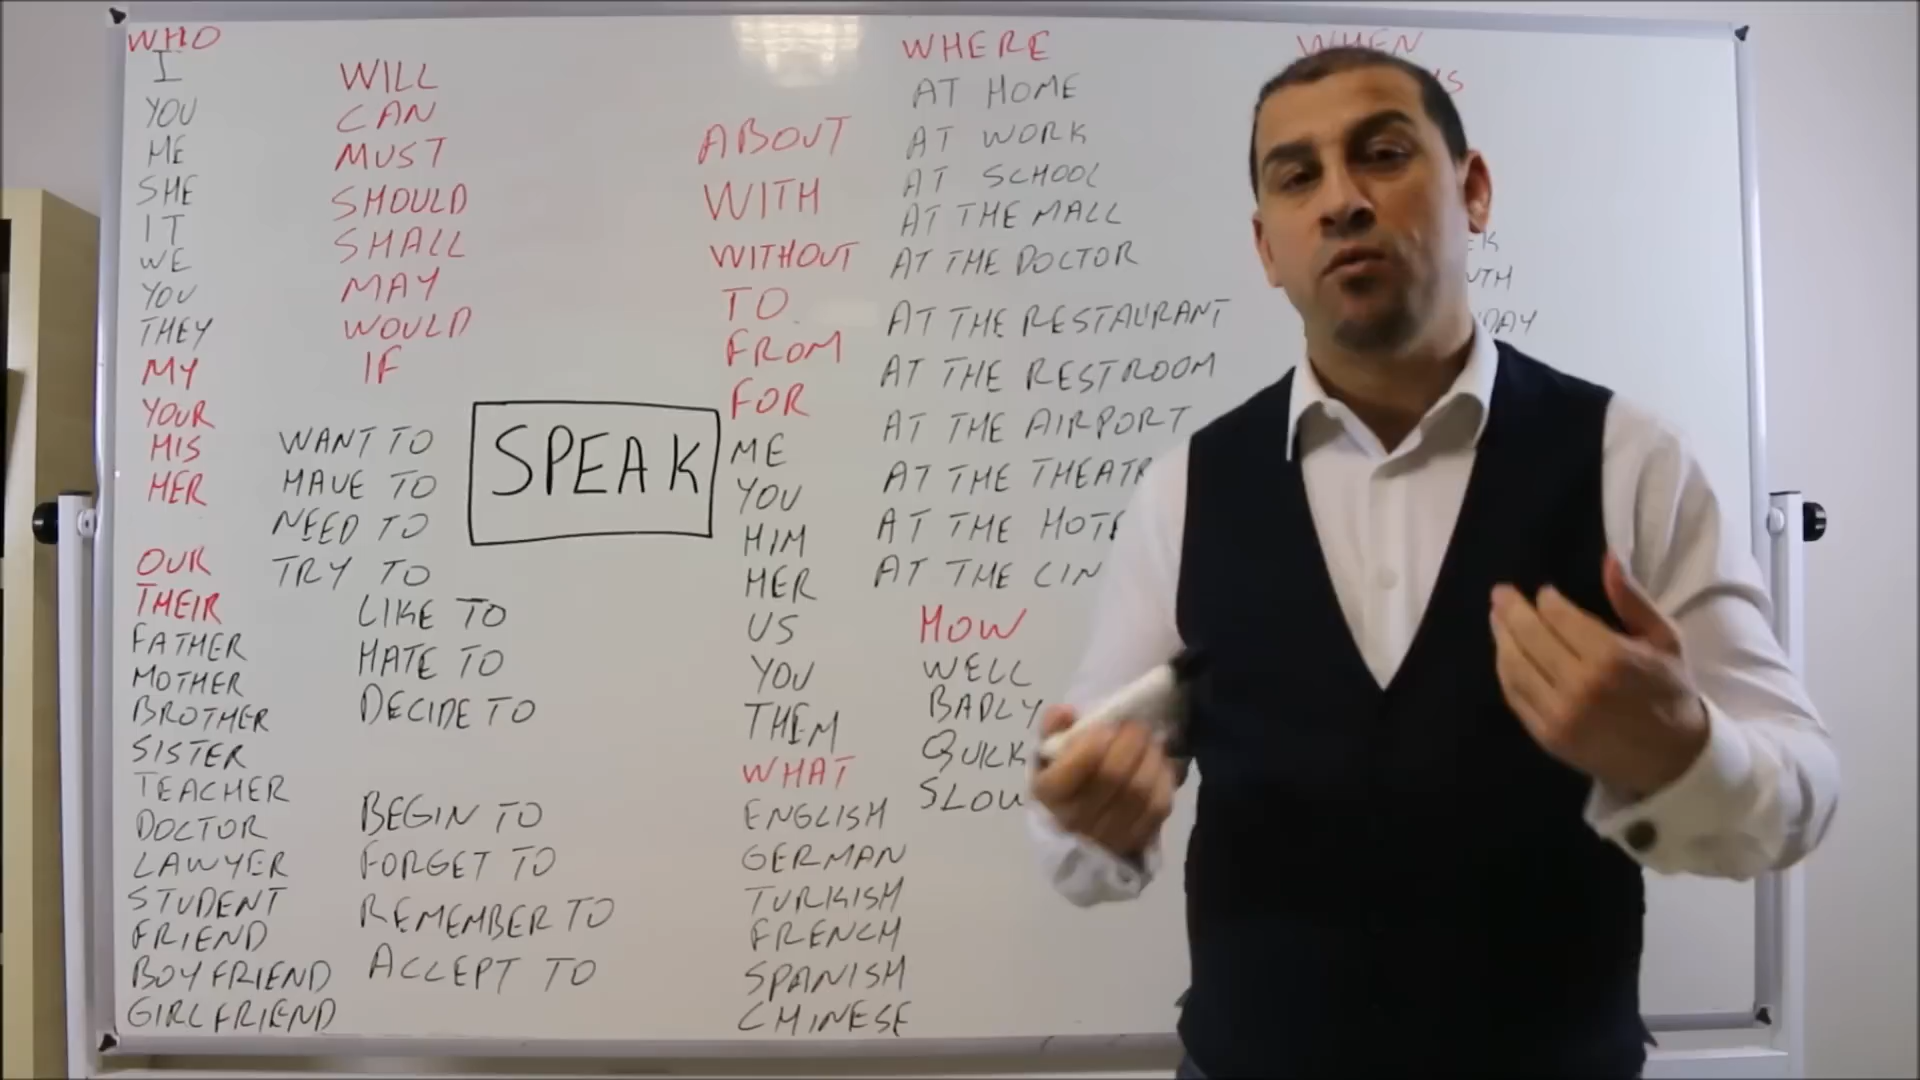 WHO
I
YOU
ME
SHE
IT
WE
YOU
THEY
MY
YOUR
HIS
HER
OUR
THEIR
FATHER
MOTHER
BROTHER
SISTER
TEACHER
DOCTOR
LAWYER
STUDENT
FRIEND
BOYFRIEND
GIRLFRIEND
WILL
CAN
MUST
SHOULD
SHALL
MAY
WOULD
IF
WANT TO
HAVE TO
NEED TO
TRY TO
LIKE TO
HATE TO
DECIDE TO
BEGIN TO
FORGET TO
REMEMBER TO
ACCEPT TO
SPEAK
ABOUT
WITH
WITHOUT
TO
FROM
FOR
ME
YOU
HIM
HER
US
YOU
THEM
WHAT
ENGLISH
GERMAN
TURKISH
FRENCH
SPANISH
CHINESE
WHERE
AT HOME
AT WORK
AT SCHOOL
AT THE MALL
AT THE DOCTOR
AT THE RESTAURANT
AT THE RESTROOM
AT THE AIRPORT
AT THE THEATR
AT THE HOTE
AT THE CIN
HOW
WELL
BADLY
QUICK
SLOW
WHEN